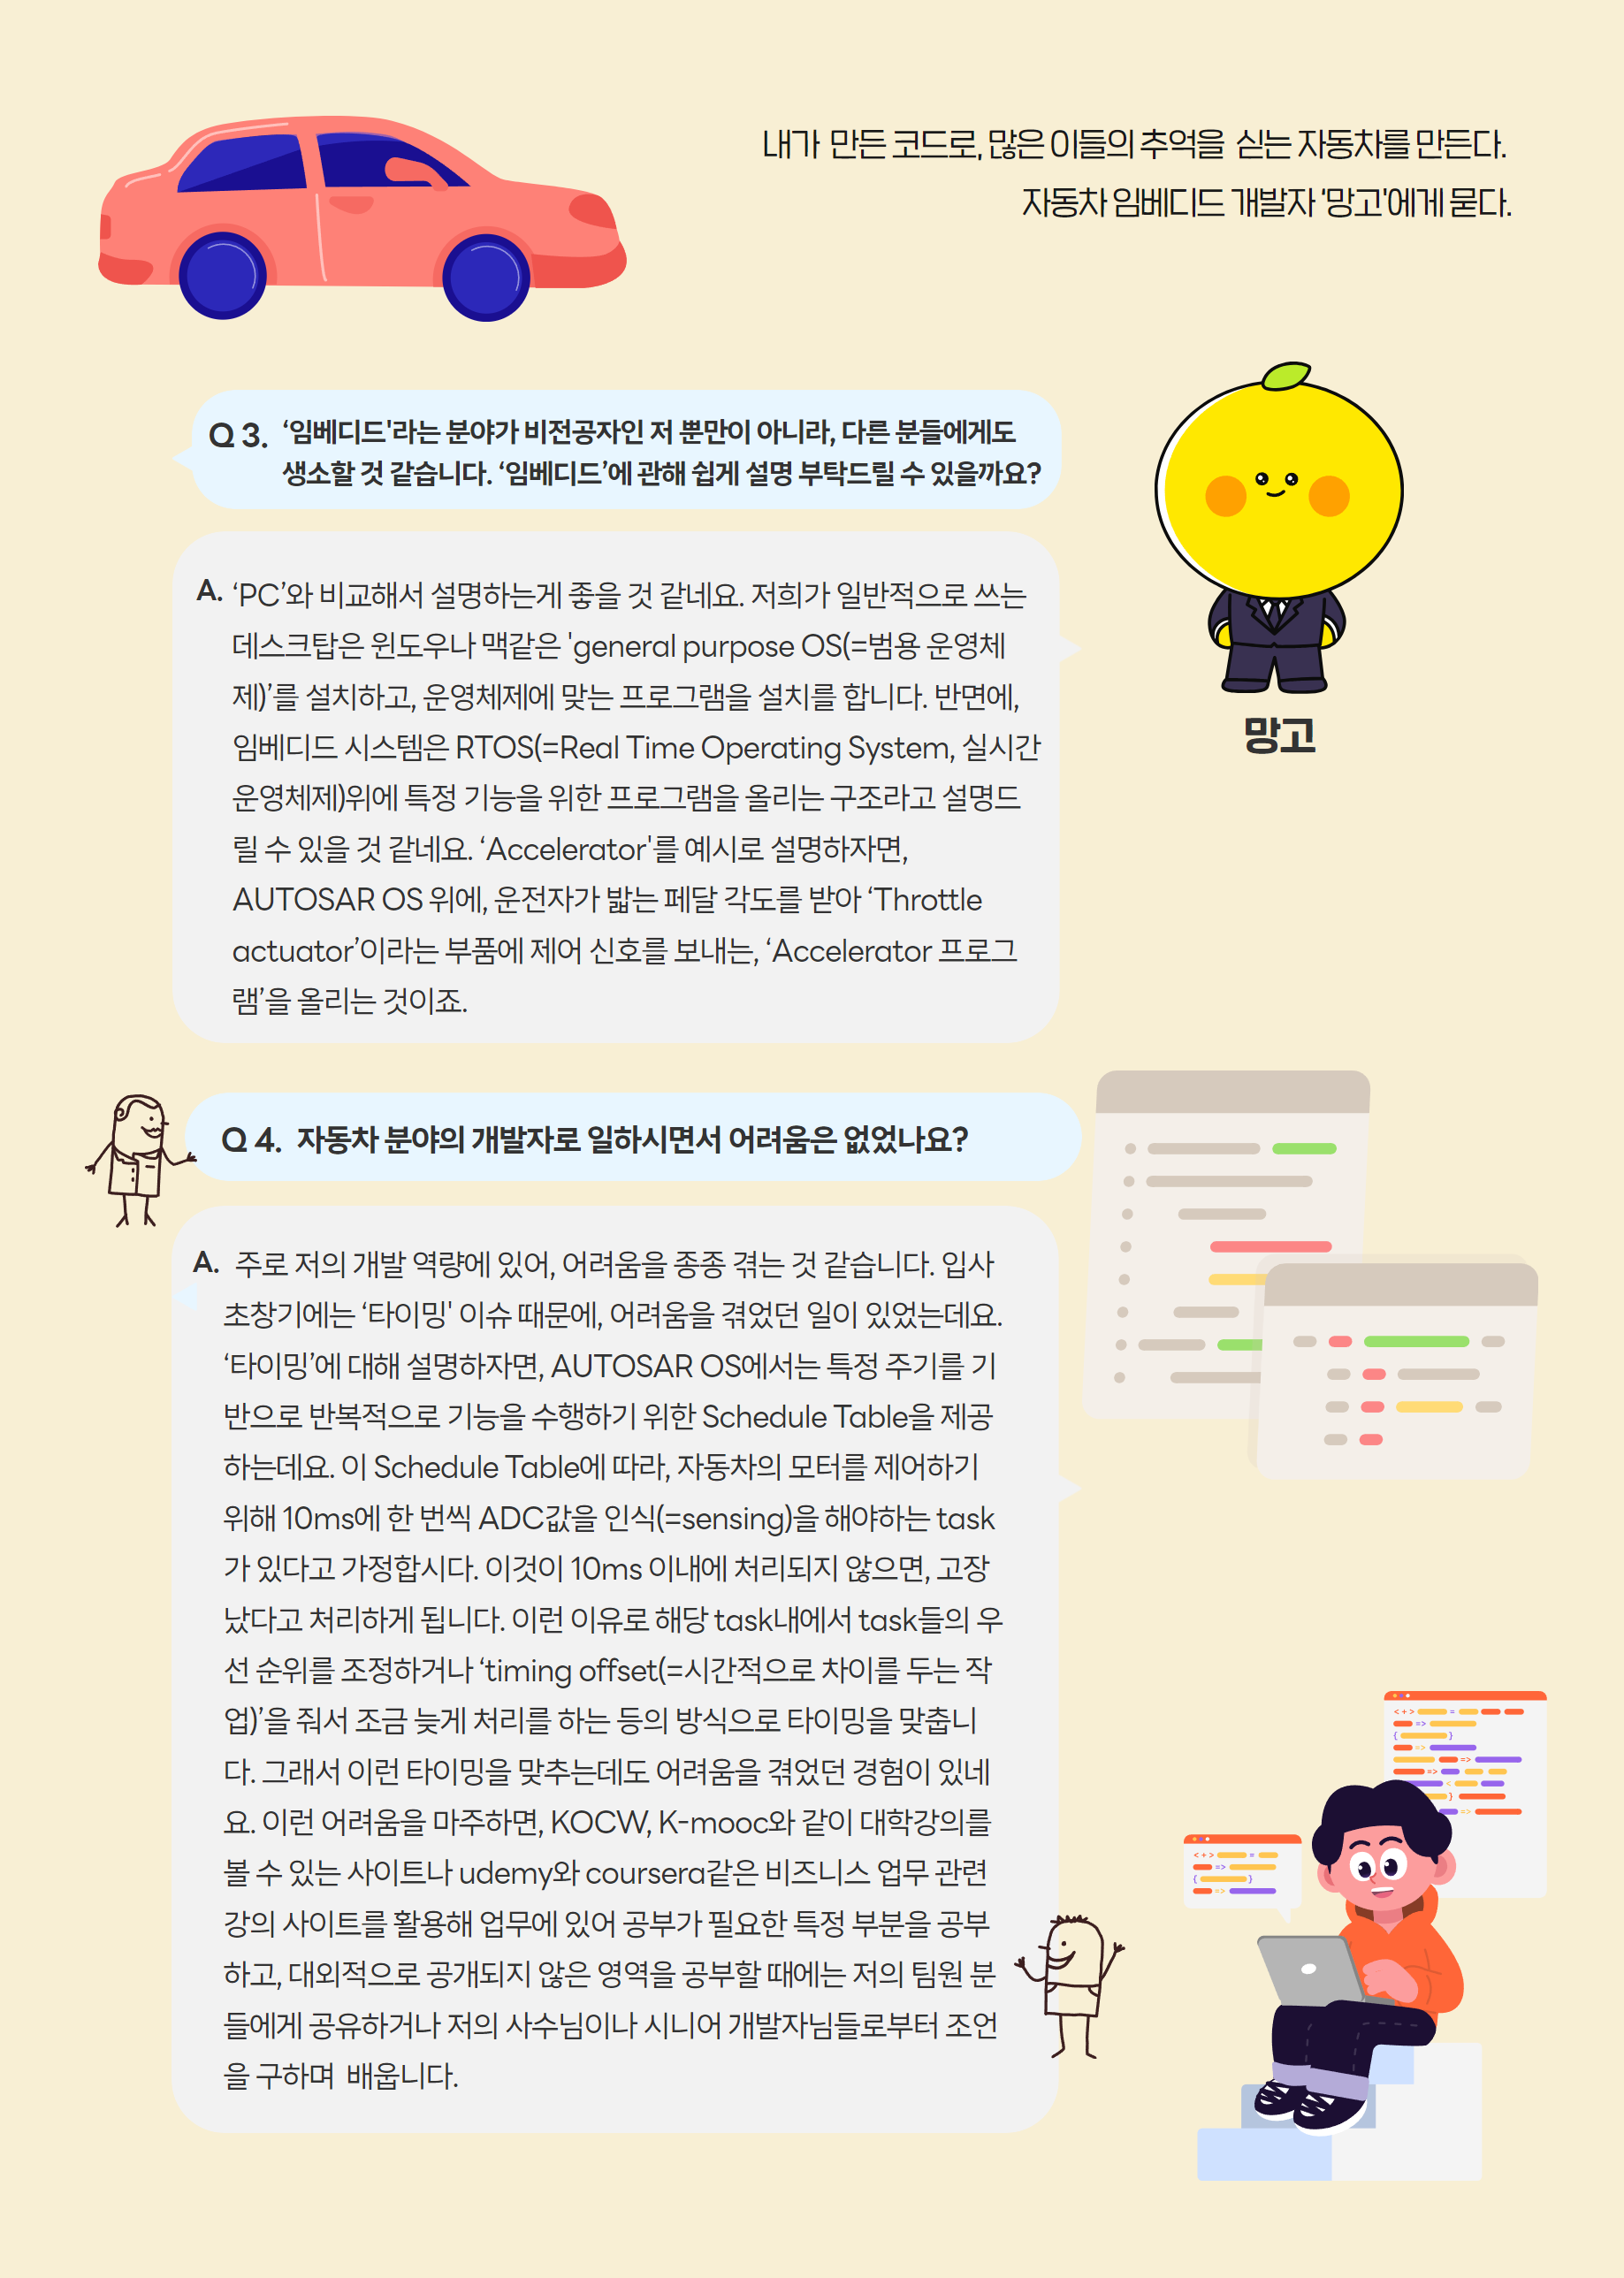 내가 만든 코드로, 많은 이들의 추억을 싣는 자동차를 만든다.
자동차 임베디드 개발자 ‘망고’에게 묻다.
Q 3. ‘임베디드'라는 분야가 비전공자인 저 뿐만이 아니라, 다른 분들에게도
생소할 것 같습니다. ‘임베디드’에 관해 쉽게 설명 부탁드릴 수 있을까요?
A. ‘PC’와 비교해서 설명하는게 좋을 것 같네요. 저희가 일반적으로 쓰는
데스크탑은 윈도우나 맥같은 'general purpose OS(=범용 운영체
제)’를 설치하고, 운영체제에 맞는 프로그램을 설치를 합니다. 반면에,
임베디드 시스템은 RTOS(=Real Time Operating System, 실시간
운영체제)위에 특정 기능을 위한 프로그램을 올리는 구조라고 설명드
릴 수 있을 것 같네요. ‘Accelerator'를 예시로 설명하자면,
AUTOSAR OS 위에, 운전자가 밟는 페달 각도를 받아 ‘Throttle
actuator’이라는 부품에 제어 신호를 보내는, ‘Accelerator 프로그
램’을 올리는 것이죠.
망고
Q 4. 자동차 분야의 개발자로 일하시면서 어려움은 없었나요?
A. 주로 저의 개발 역량에 있어, 어려움을 종종 겪는 것 같습니다. 입사
초창기에는 ‘타이밍' 이슈 때문에, 어려움을 겪었던 일이 있었는데요.
‘타이밍’에 대해 설명하자면, AUTOSAR OS에서는 특정 주기를 기
반으로 반복적으로 기능을 수행하기 위한 Schedule Table을 제공
하는데요. 이 Schedule Table에 따라, 자동차의 모터를 제어하기
위해 10ms에 한 번씩 ADC값을 인식(=sensing)을 해야하는 task
가 있다고 가정합시다. 이것이 10ms 이내에 처리되지 않으면, 고장
났다고 처리하게 됩니다. 이런 이유로 해당 task내에서 task들의 우
선 순위를 조정하거나 ‘timing offset(=시간적으로 차이를 두는 작
업)’을 줘서 조금 늦게 처리를 하는 등의 방식으로 타이밍을 맞춥니
다. 그래서 이런 타이밍을 맞추는데도 어려움을 겪었던 경험이 있네
요. 이런 어려움을 마주하면, KOCW, K-mooc와 같이 대학강의를
볼 수 있는 사이트나 udemy와 coursera같은 비즈니스 업무 관련
강의 사이트를 활용해 업무에 있어 공부가 필요한 특정 부분을 공부
하고, 대외적으로 공개되지 않은 영역을 공부할 때에는 저의 팀원 분
들에게 공유하거나 저의 사수님이나 시니어 개발자님들로부터 조언
을 구하며 배웁니다.